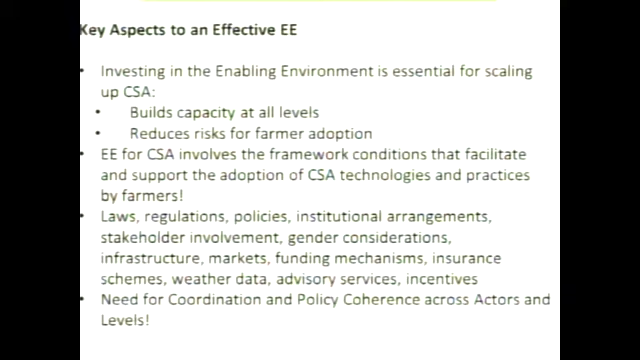 Key Aspects to an Effective EE
• Investing in the Enabling Environment is essential for scaling
up CSA:
• Builds capacity at all levels
• Reduces risks for farmer adoption
• EE for CSA involves the framework conditions that facilitate
and support the adoption of CSA technologies and practices
by farmers!
• Laws, regulations, policies, institutional arrangements,
stakeholder involvement, gender considerations,
infrastructure, markets, funding mechanisms, insurance
schemes, weather data, advisory services, incentives
• Need for Coordination and Policy Coherence across Actors and
Levels!